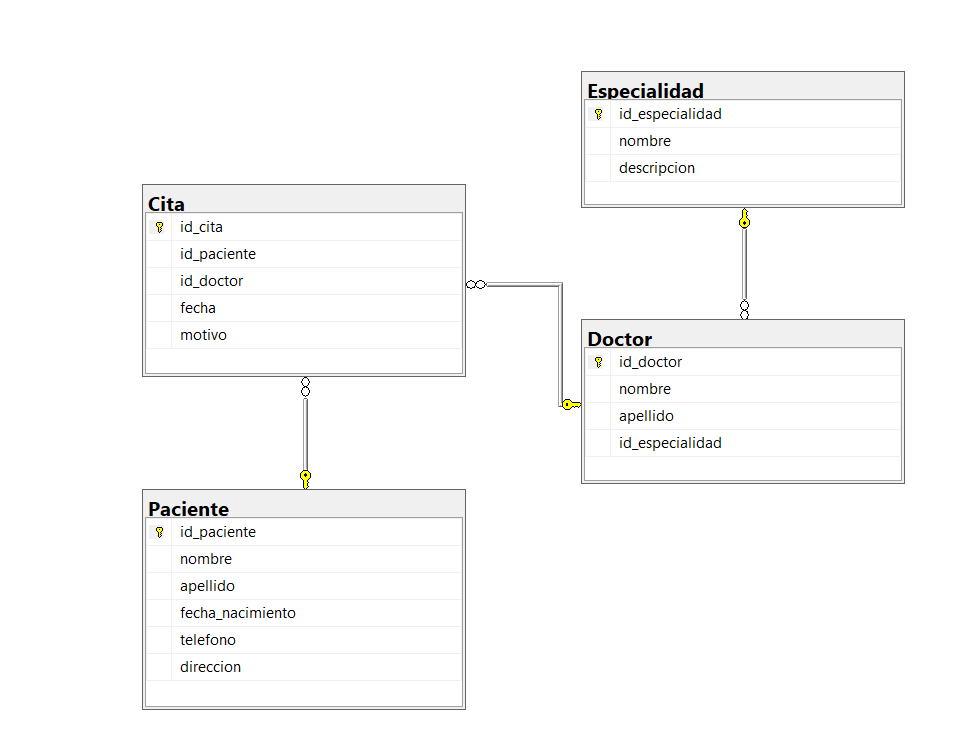 Especialidad
id_especialidad
nombre
descripcion
Cita
id_cita
id_paciente
id_doctor
fecha
motivo
Doctor
id_doctor
nombre
apellido
id_especialidad
Paciente
id_paciente
nombre
apellido
fecha_nacimiento
telefono
direccion